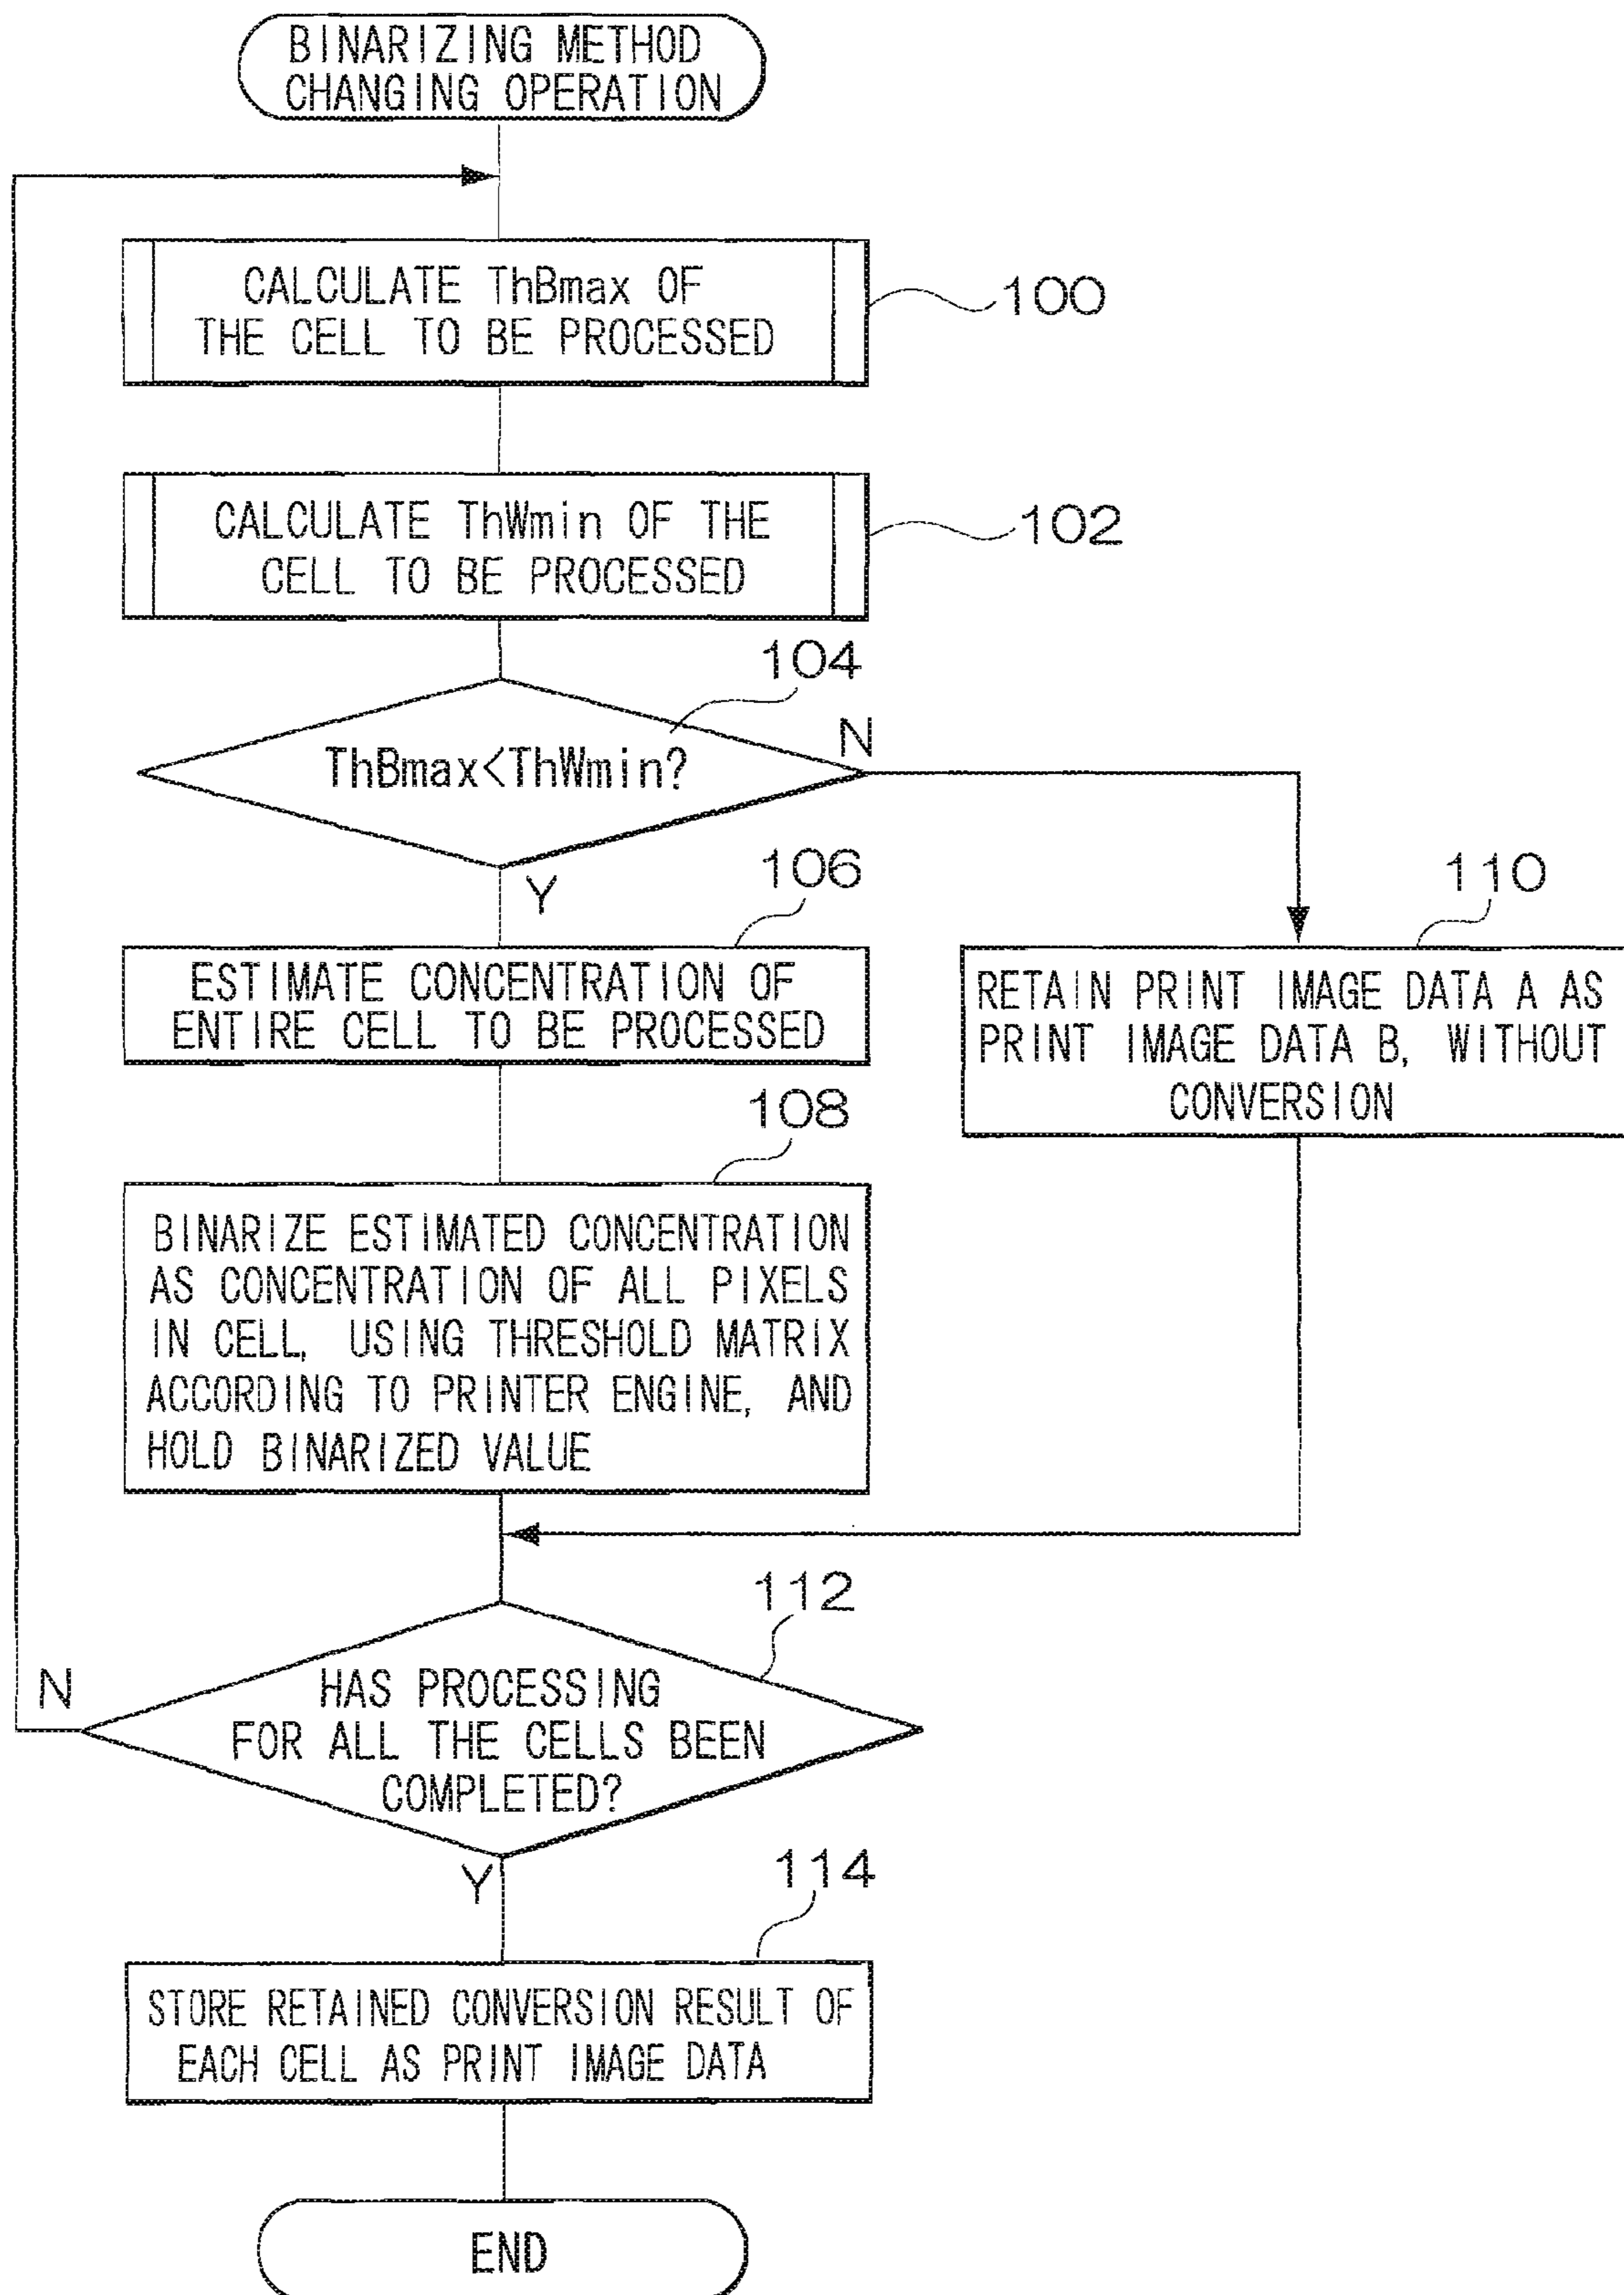 BINARIZING METHOD
CHANGING OPERATION
CALCULATE ThBmax OF
THE CELL TO BE PROCESSED
100
CALCULATE ThWmin OF THE
CELL TO BE PROCESSED
102
104
ThBmax<ThWmin?
N
Y
106
ESTIMATE CONCENTRATION OF
ENTIRE CELL TO BE PROCESSED
110
RETAIN PRINT IMAGE DATA A AS
PRINT IMAGE DATA B, WITHOUT
CONVERSION
108
BINARIZE ESTIMATED CONCENTRATION
AS CONCENTRATION OF ALL PIXELS
IN CELL, USING THRESHOLD MATRIX
ACCORDING TO PRINTER ENGINE, AND
HOLD BINARIZED VALUE
112
N
HAS PROCESSING
FOR ALL THE CELLS BEEN
COMPLETED?
Y
114
STORE RETAINED CONVERSION RESULT OF
EACH CELL AS PRINT IMAGE DATA
END